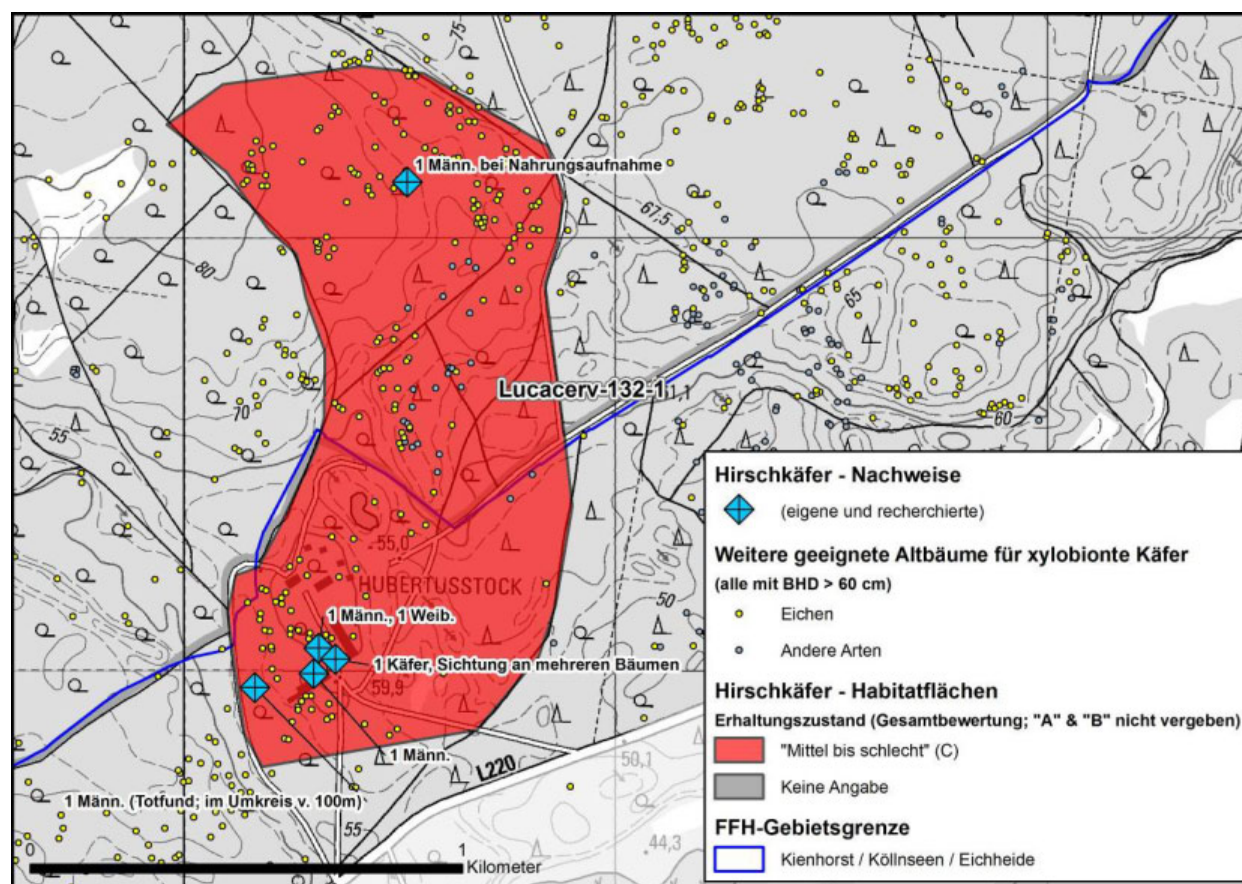 75
1 Männ. bei Nahrungsaufnahme
67,5
80
65
Lucacerv-132-1
1,1
70
60
55
55,0
HUBERTUSSTOCK
50
1 Männ., 1 Weib.
1 Käfer, Sichtung an mehreren Bäumen
59,9
1 Männ.
L220
50,1
1 Männ. (Totfund; im Umkreis v. 100m)
55
44,3
0 1
Kilometer
Hirschkäfer - Nachweise
(eigene und recherchierte)
Weitere geeignete Altbäume für xylobionte Käfer
(alle mit BHD > 60 cm)
Eichen
Andere Arten
Hirschkäfer - Habitatflächen
Erhaltungszustand (Gesamtbewertung; "A" & "B" nicht vergeben)
"Mittel bis schlecht" (C)
Keine Angabe
FFH-Gebietsgrenze
Kienhorst / Köllnseen / Eichheide